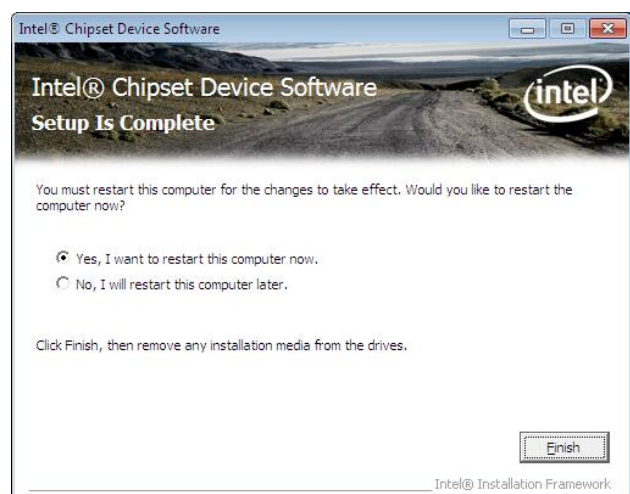 Intel® Chipset Device Software
Intel® Chipset Device Software
intel
Setup Is Complete
You must restart this computer for the changes to take effect. Would you like to restart the
computer now?
Yes, I want to restart this computer now.
No, I will restart this computer later.
Click Finish, then remove any installation media from the drives.
Finish
Intel® Installation Framework